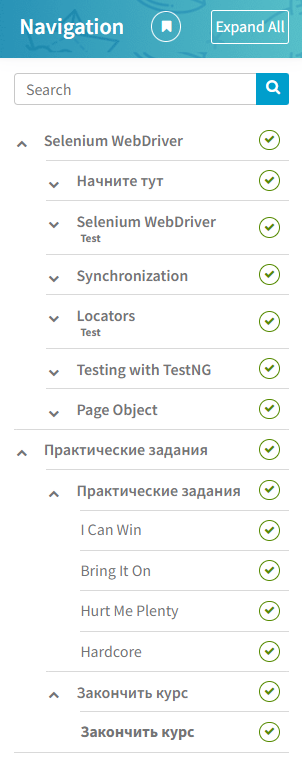 Navigation
Expand All
Search
Selenium WebDriver
Начните тут
Selenium WebDriver
Test
Synchronization
Locators
Test
Testing with TestNG
Page Object
Практические задания
Практические задания
I Can Win
Bring It On
Hurt Me Plenty
Hardcore
Закончить курс
Закончить курс